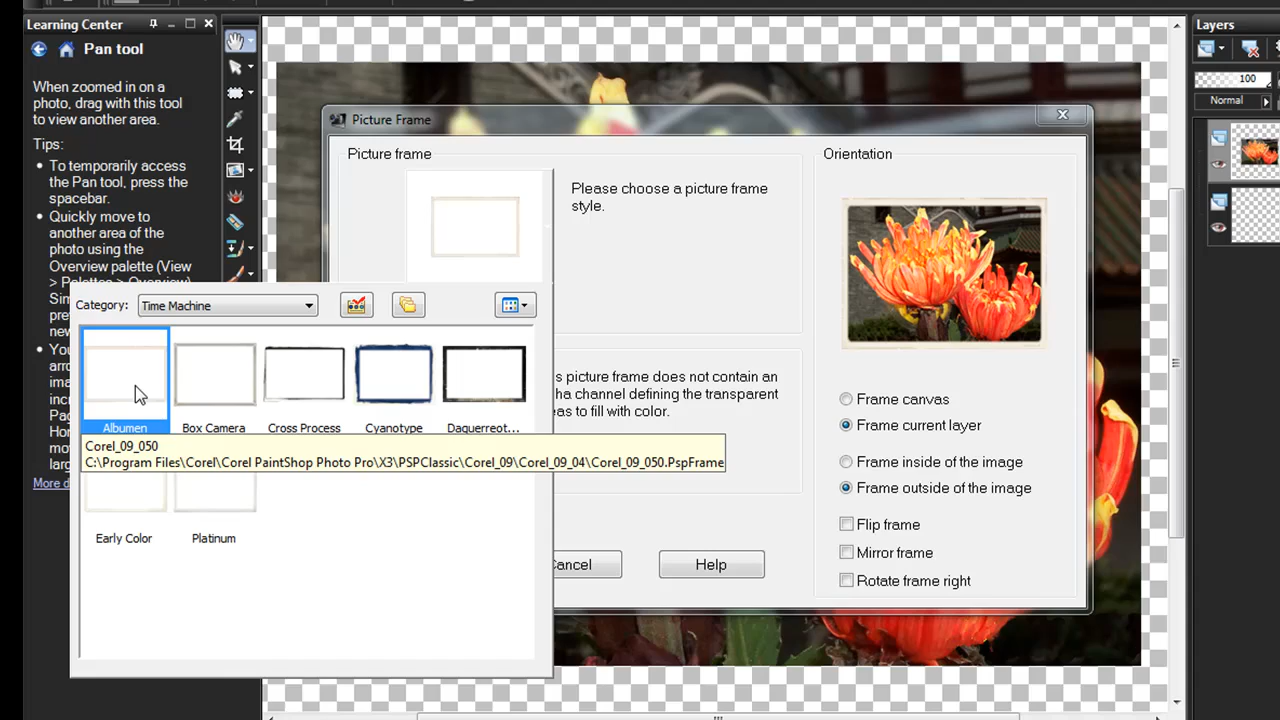 Learning Center
Layers
Pan tool
When zoomed in on a
photo, drag with this tool
to view another area.
Tips:
To temporarily access
the Pan tool, press the
spacebar.
Quickly move to
another area of the
photo using the
Overview palette (View
> Palettes > Overview)
100
Normal
Picture Frame
Picture frame
Please choose a picture frame
style.
Orientation
Category:
Time Machine
Albumen
Box Camera
Cross Process
Cyanotype
Daguerreot...
Corel_09_050
C:\Program Files\Corel\Corel PaintShop Photo Pro\X3\PSPClassic\Corel_09\Corel_09_04\Corel_09_050.PspFrame
Early Color
Platinum
s picture frame does not contain an
ha channel defining the transparent
eas to fill with color.
Frame canvas
Frame current layer
Frame inside of the image
Frame outside of the image
Flip frame
Mirror frame
Rotate frame right
Cancel
Help
More d